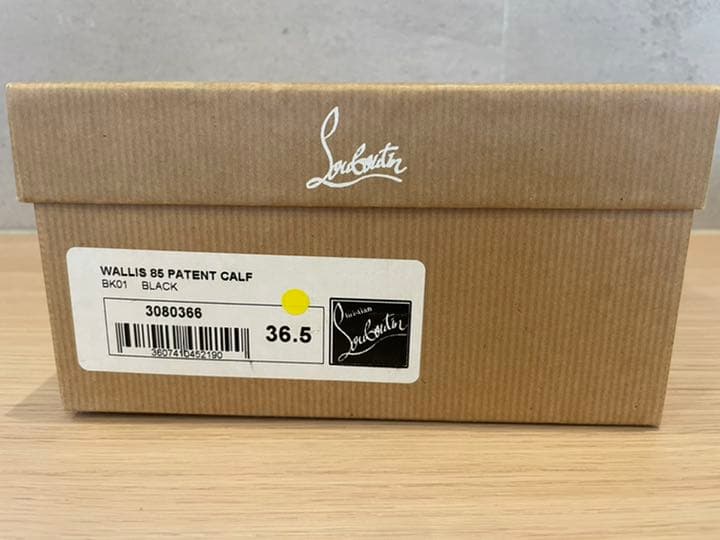 Louboutin
WALLIS 85 PATENT CALF
BK01 BLACK
3080366
36.5
3607410452190
Christian
Louboutin